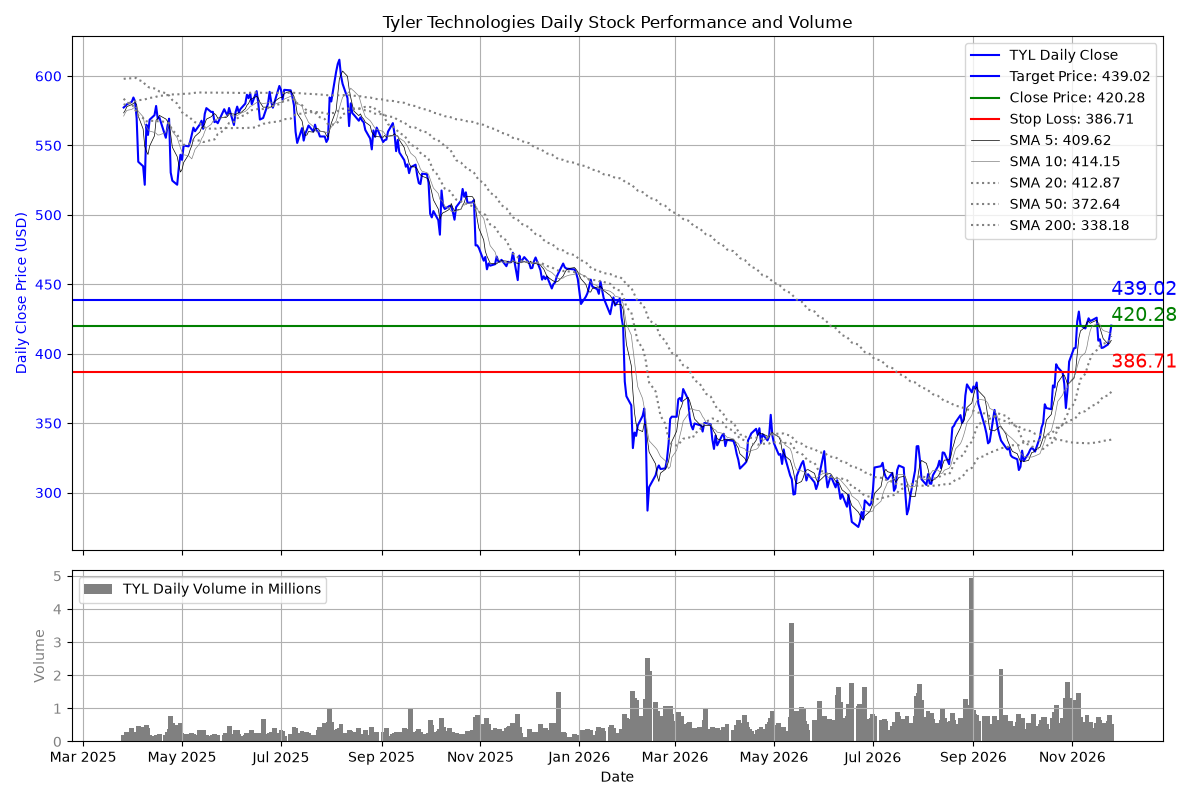 Tyler Technologies Daily Stock Performance and Volume
Daily Close Price (USD)
600
550
500
450
400
350
300
TYL Daily Close
Target Price: 439.02
Close Price: 420.28
Stop Loss: 386.71
SMA 5: 409.62
SMA 10: 414.15
SMA 20: 412.87
SMA 50: 372.64
SMA 200: 338.18
439.02
420.28
386.71
Volume
5
4
3
2
1
0
TYL Daily Volume in Millions
Mar 2025 May 2025 Jul 2025 Sep 2025 Nov 2025 Jan 2026 Mar 2026 May 2026 Jul 2026 Sep 2026 Nov 2026
Date